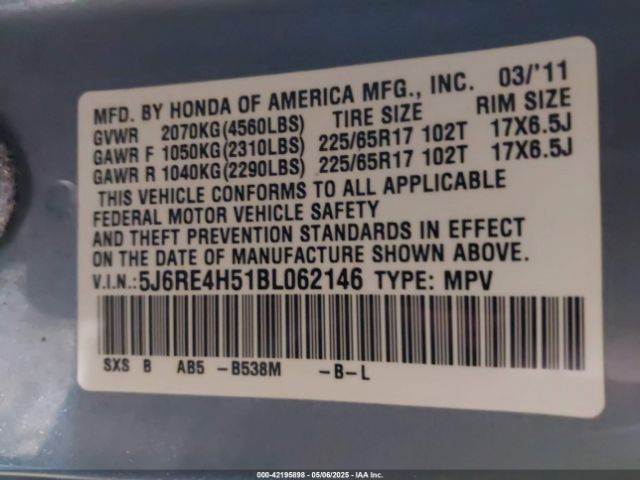 MFD. BY HONDA OF AMERICA MFG., INC. 03/'11
GVWR 2070KG(4560LBS) TIRE SIZE RIM SIZE
GAWR F 1050KG(2310LBS) 225/65R17 102T 17X6.5J
GAWR R 1040KG(2290LBS) 225/65R17 102T 17X6.5J
THIS VEHICLE CONFORMS TO ALL APPLICABLE
FEDERAL MOTOR VEHICLE SAFETY
AND THEFT PREVENTION STANDARDS IN EFFECT
ON THE DATE OF MANUFACTURE SHOWN ABOVE.
V.I.N.:5J6RE4H51BL062146 TYPE: MPV
SXS B AB5 -B538M -B-L
000-42195898 - 05/06/2025 - IAA Inc.